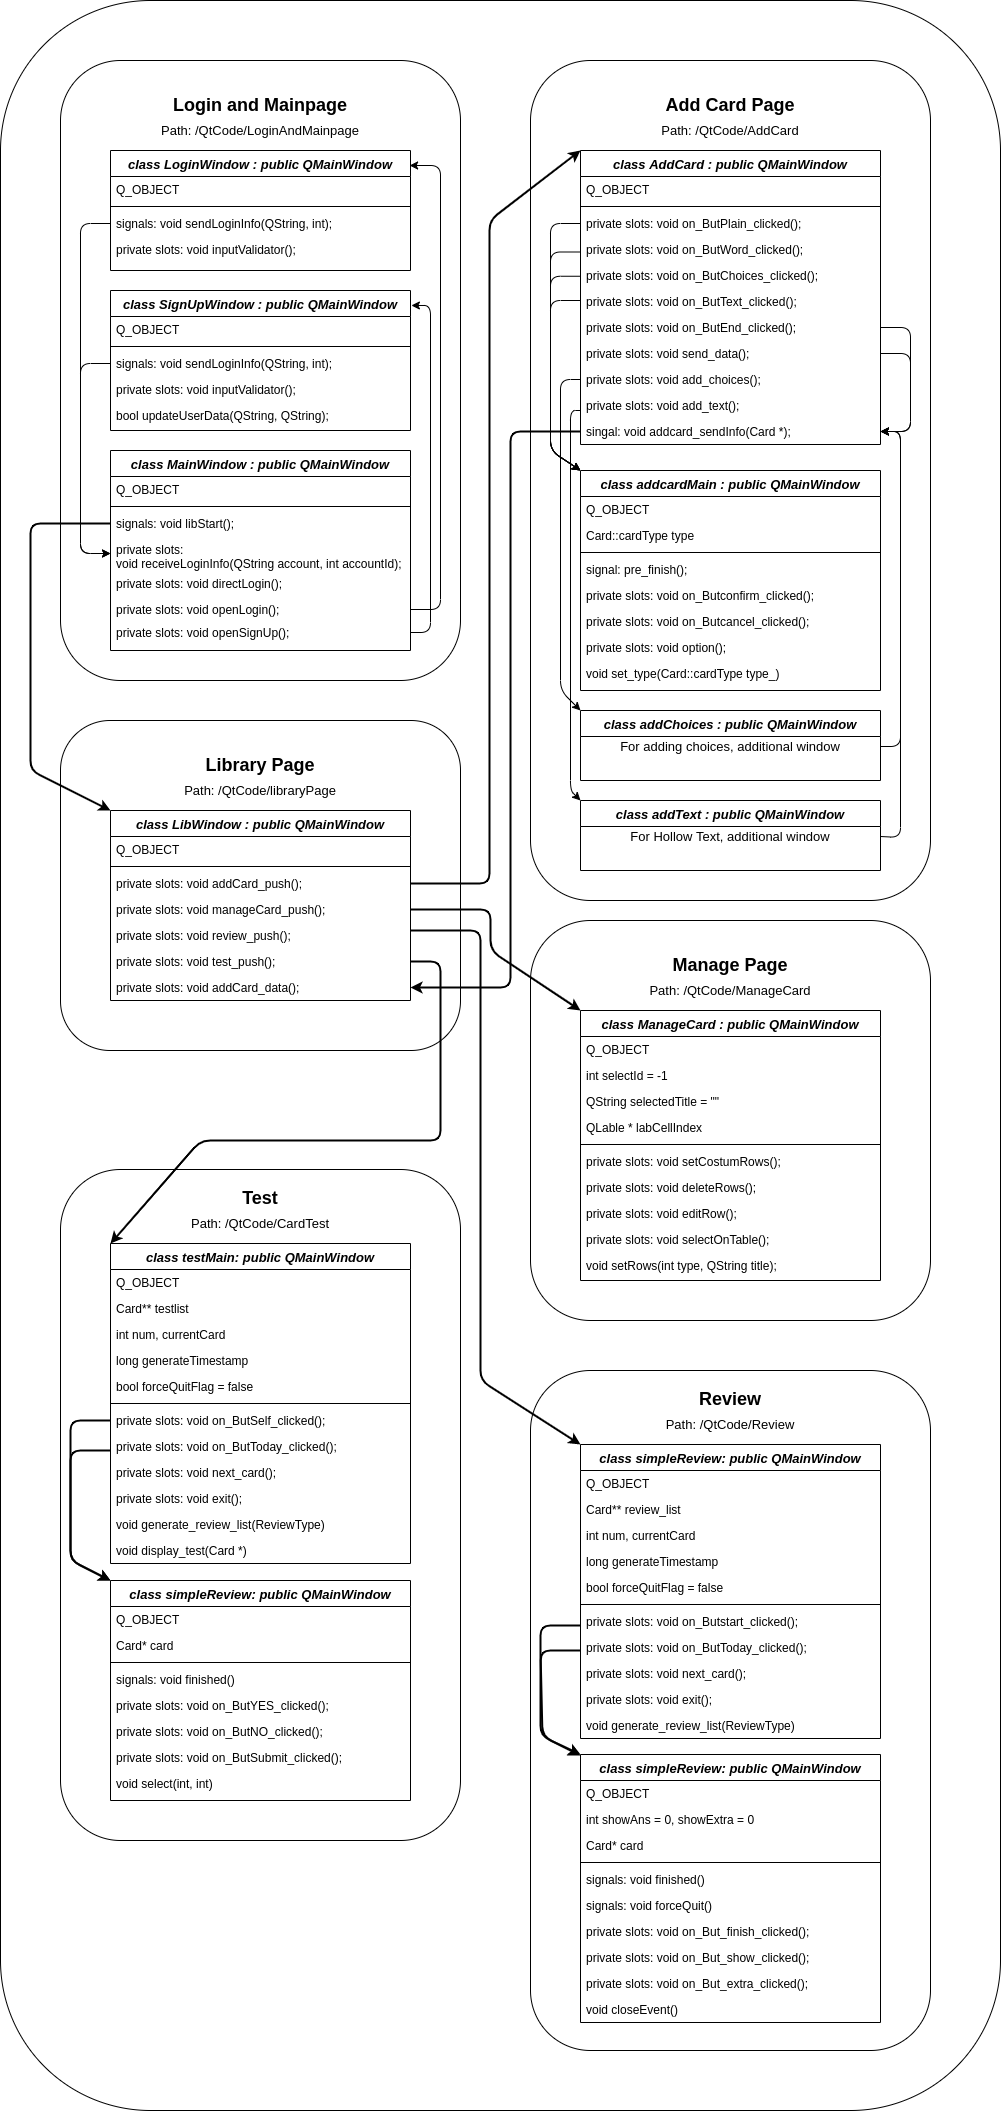 Login and Mainpage
Path: /QtCode/LoginAndMainpage
class LoginWindow : public QMainWindow
Q_OBJECT
signals: void sendLoginInfo(QString, int);
private slots: void inputValidator();
class SignUpWindow : public QMainWindow
Q_OBJECT
signals: void sendLoginInfo(QString, int);
private slots: void inputValidator();
bool updateUserData(QString, QString);
class MainWindow : public QMainWindow
Q_OBJECT
signals: void libStart();
private slots:
void receiveLoginInfo(QString account, int accountId);
private slots: void directLogin();
private slots: void openLogin();
private slots: void openSignUp();
Library Page
Path: /QtCode/libraryPage
class LibWindow : public QMainWindow
Q_OBJECT
private slots: void addCard_push();
private slots: void manageCard_push();
private slots: void review_push();
private slots: void test_push();
private slots: void addCard_data();
Test
Path: /QtCode/CardTest
class testMain: public QMainWindow
Q_OBJECT
Card** testlist
int num, currentCard
long generateTimestamp
bool forceQuitFlag = false
private slots: void on_ButSelf_clicked();
private slots: void on_ButToday_clicked();
private slots: void next_card();
private slots: void exit();
void generate_review_list(ReviewType)
void display_test(Card *)
class simpleReview: public QMainWindow
Q_OBJECT
Card* card
signals: void finished()
private slots: void on_ButYES_clicked();
private slots: void on_ButNO_clicked();
private slots: void on_ButSubmit_clicked();
void select(int, int)
Add Card Page
Path: /QtCode/AddCard
class AddCard : public QMainWindow
Q_OBJECT
private slots: void on_ButPlain_clicked();
private slots: void on_ButWord_clicked();
private slots: void on_ButChoices_clicked();
private slots: void on_ButText_clicked();
private slots: void on_ButEnd_clicked();
private slots: void send_data();
private slots: void add_choices();
private slots: void add_text();
singal: void addcard_sendInfo(Card *);
class addcardMain : public QMainWindow
Q_OBJECT
Card::cardType type
signal: pre_finish();
private slots: void on_Butconfirm_clicked();
private slots: void on_Butcancel_clicked();
private slots: void option();
void set_type(Card::cardType type_)
class addChoices : public QMainWindow
For adding choices, additional window
class addText : public QMainWindow
For Hollow Text, additional window
Manage Page
Path: /QtCode/ManageCard
class ManageCard : public QMainWindow
Q_OBJECT
int selectId = -1
QString selectedTitle = ""
QLable * labCellIndex
private slots: void setCostumRows();
private slots: void deleteRows();
private slots: void editRow();
private slots: void selectOnTable();
void setRows(int type, QString title);
Review
Path: /QtCode/Review
class simpleReview: public QMainWindow
Q_OBJECT
Card** review_list
int num, currentCard
long generateTimestamp
bool forceQuitFlag = false
private slots: void on_Butstart_clicked();
private slots: void on_ButToday_clicked();
private slots: void next_card();
private slots: void exit();
void generate_review_list(ReviewType)
class simpleReview: public QMainWindow
Q_OBJECT
int showAns = 0, showExtra = 0
Card* card
signals: void finished()
signals: void forceQuit()
private slots: void on_But_finish_clicked();
private slots: void on_But_show_clicked();
private slots: void on_But_extra_clicked();
void closeEvent()